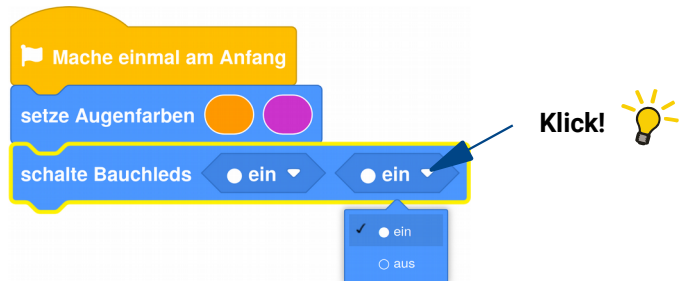 Mache einmal am Anfang
setze Augenfarben
Klick!
schalte Bauchleds ein ein
ein
aus